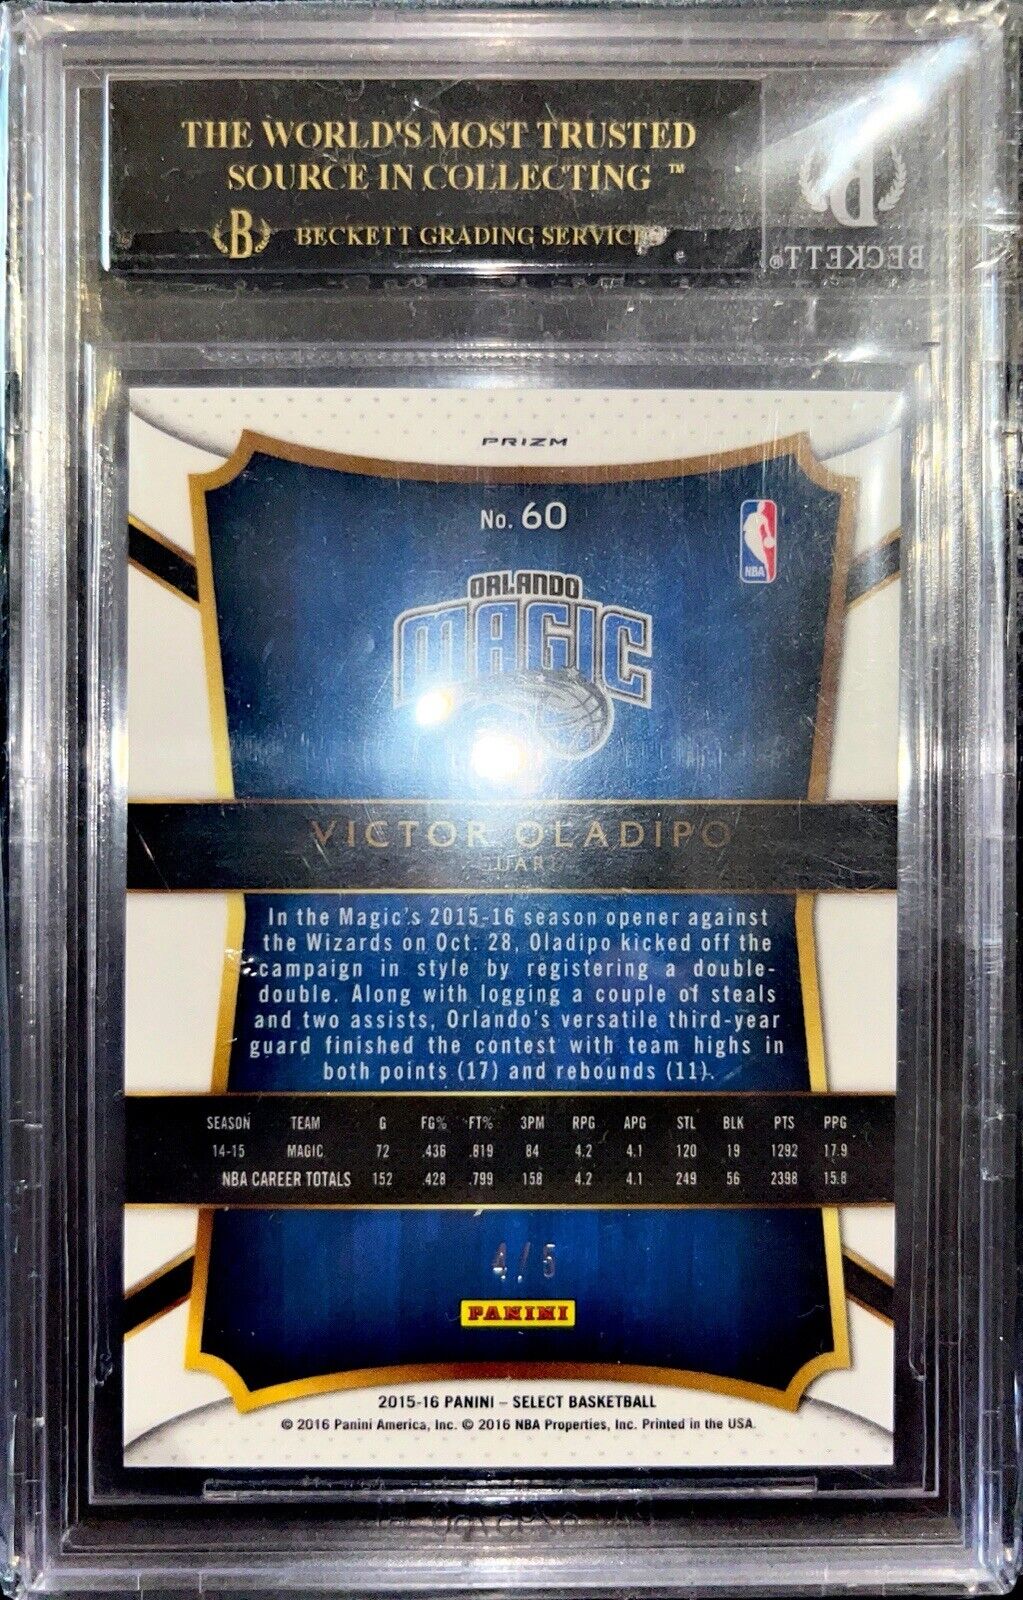 THE WORLD'S MOST TRUSTED
SOURCE IN COLLECTING ™
B BECKETT GRADING SERVICE
BECKETT®
PRIZM
No. 60
NBA
ORLANDO
MAGIC
VICTOR OLADIPO
GUARD
In the Magic's 2015-16 season opener against
the Wizards on Oct. 28, Oladipo kicked off the
campaign in style by registering a double-
double. Along with logging a couple of steals
and two assists, Orlando's versatile third-year
guard finished the contest with team highs in
both points (17) and rebounds (11).
SEASON TEAM G FG% FT% 3PM RPG APG STL BLK PTS PPG
14-15 MAGIC 72 .436 .819 84 4.2 4.1 120 19 1292 17.9
NBA CAREER TOTALS 152 .428 .799 158 4.2 4.1 249 56 2398 15.8
4/5
PANINI
2015-16 PANINI – SELECT BASKETBALL
© 2016 Panini America, Inc. © 2016 NBA Properties, Inc. Printed in the USA.